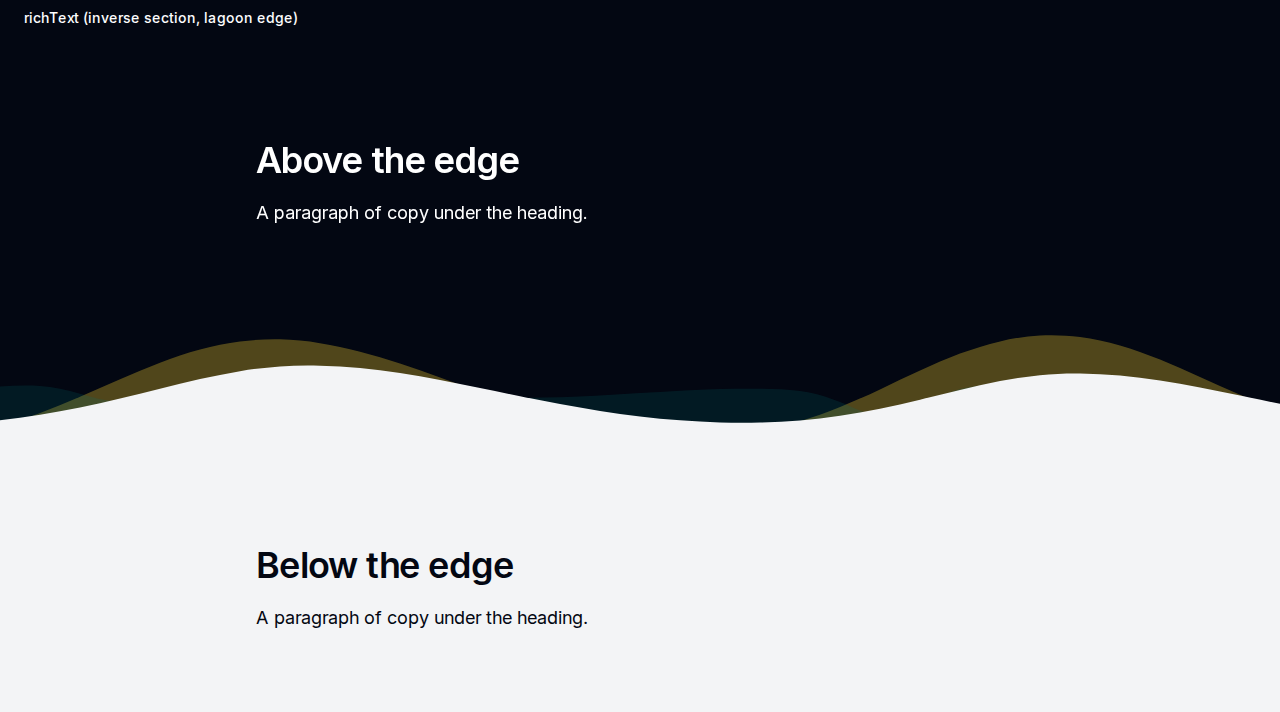 richText (inverse section, lagoon edge)
Above the edge
A paragraph of copy under the heading.
Below the edge
A paragraph of copy under the heading.